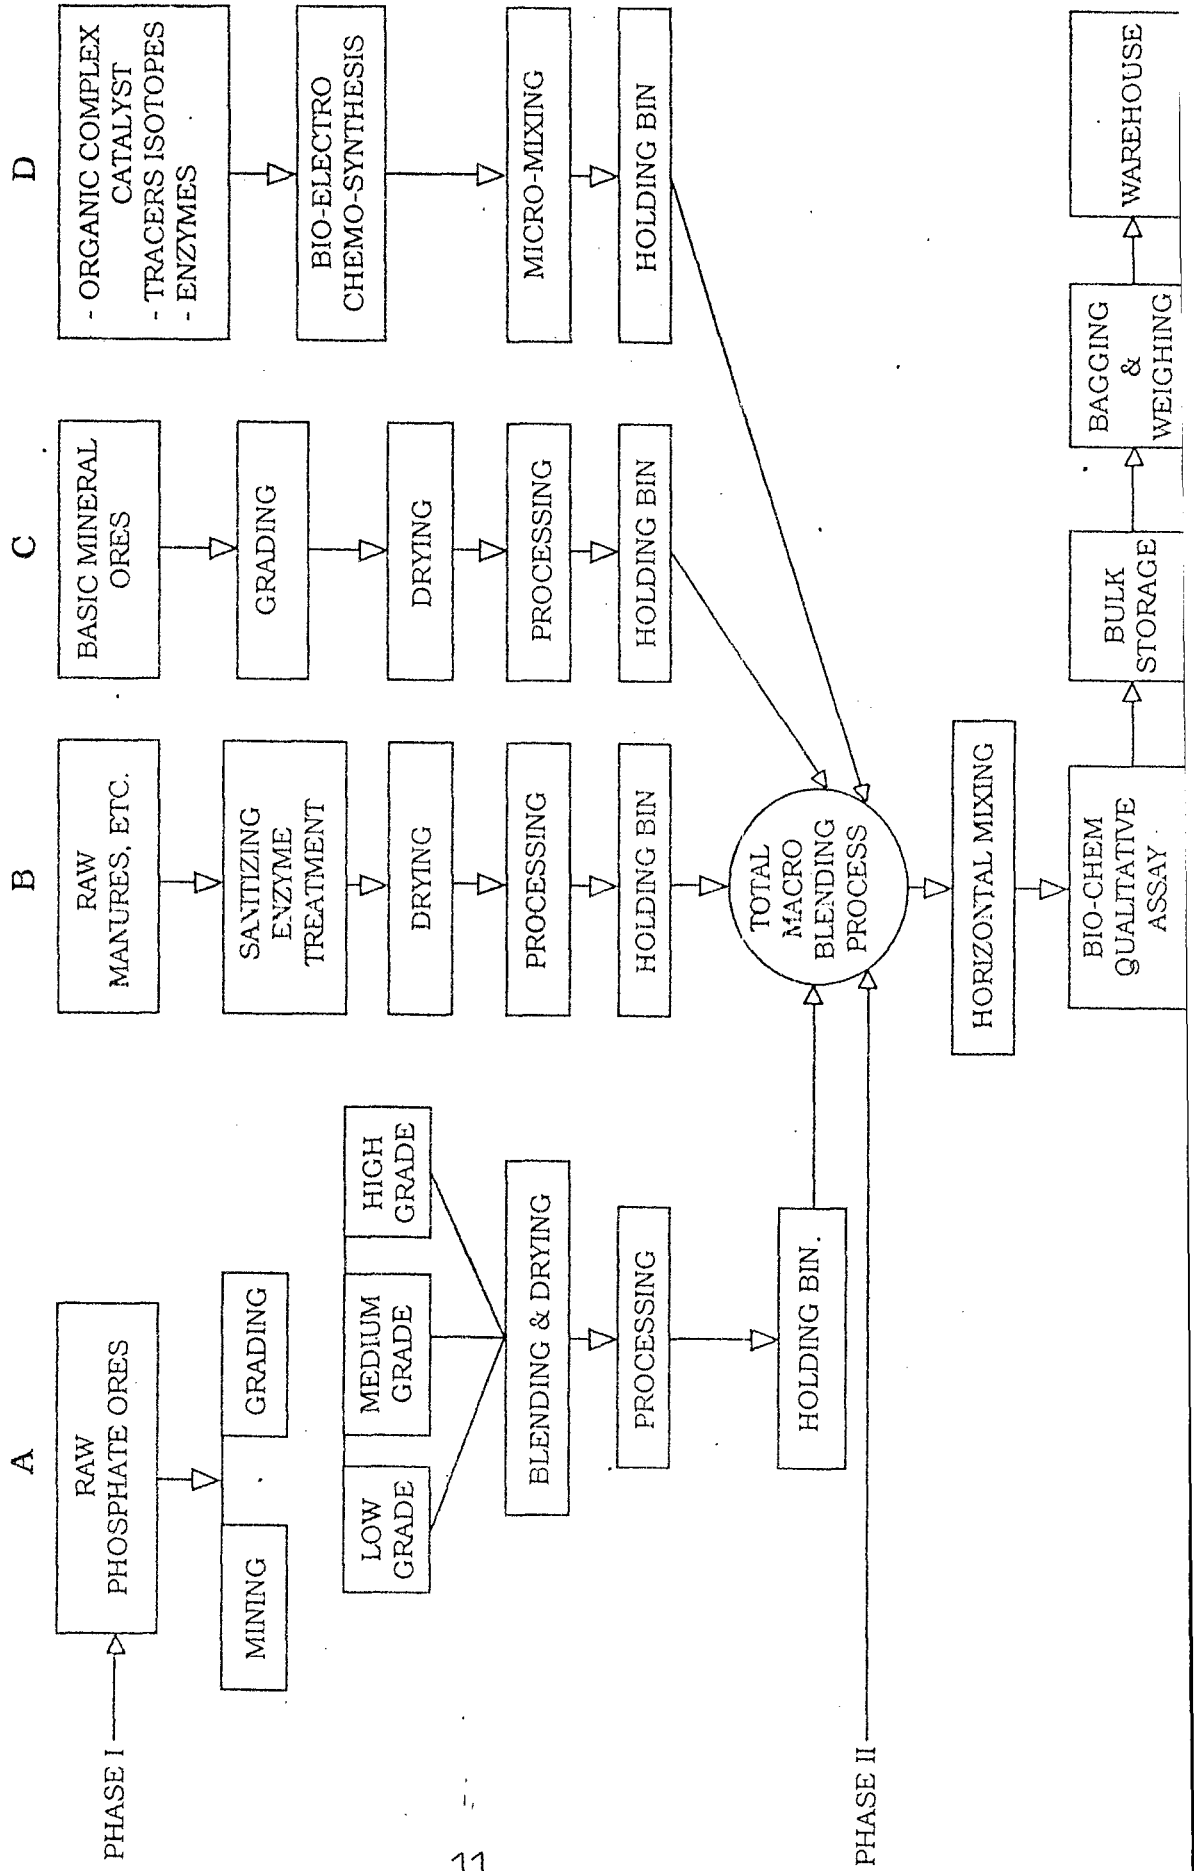 A
B
C
D
PHASE I
RAW
PHOSPHATE ORES
MINING
GRADING
LOW
GRADE
MEDIUM
GRADE
HIGH
GRADE
BLENDING & DRYING
PROCESSING
HOLDING BIN.
RAW
MANURES, ETC.
SANITIZING
ENZYME
TREATMENT
DRYING
PROCESSING
HOLDING BIN
BASIC MINERAL
ORES
GRADING
DRYING
PROCESSING
HOLDING BIN
- ORGANIC COMPLEX
CATALYST
- TRACERS ISOTOPES
- ENZYMES
BIO-ELECTRO
CHEMO-SYNTHESIS
MICRO-MIXING
HOLDING BIN
PHASE II
TOTAL
MACRO
BLENDING
PROCESS
HORIZONTAL MIXING
BIO-CHEM
QUALITATIVE
ASSAY
BULK
STORAGE
BAGGING
&
WEIGHING
WAREHOUSE
11